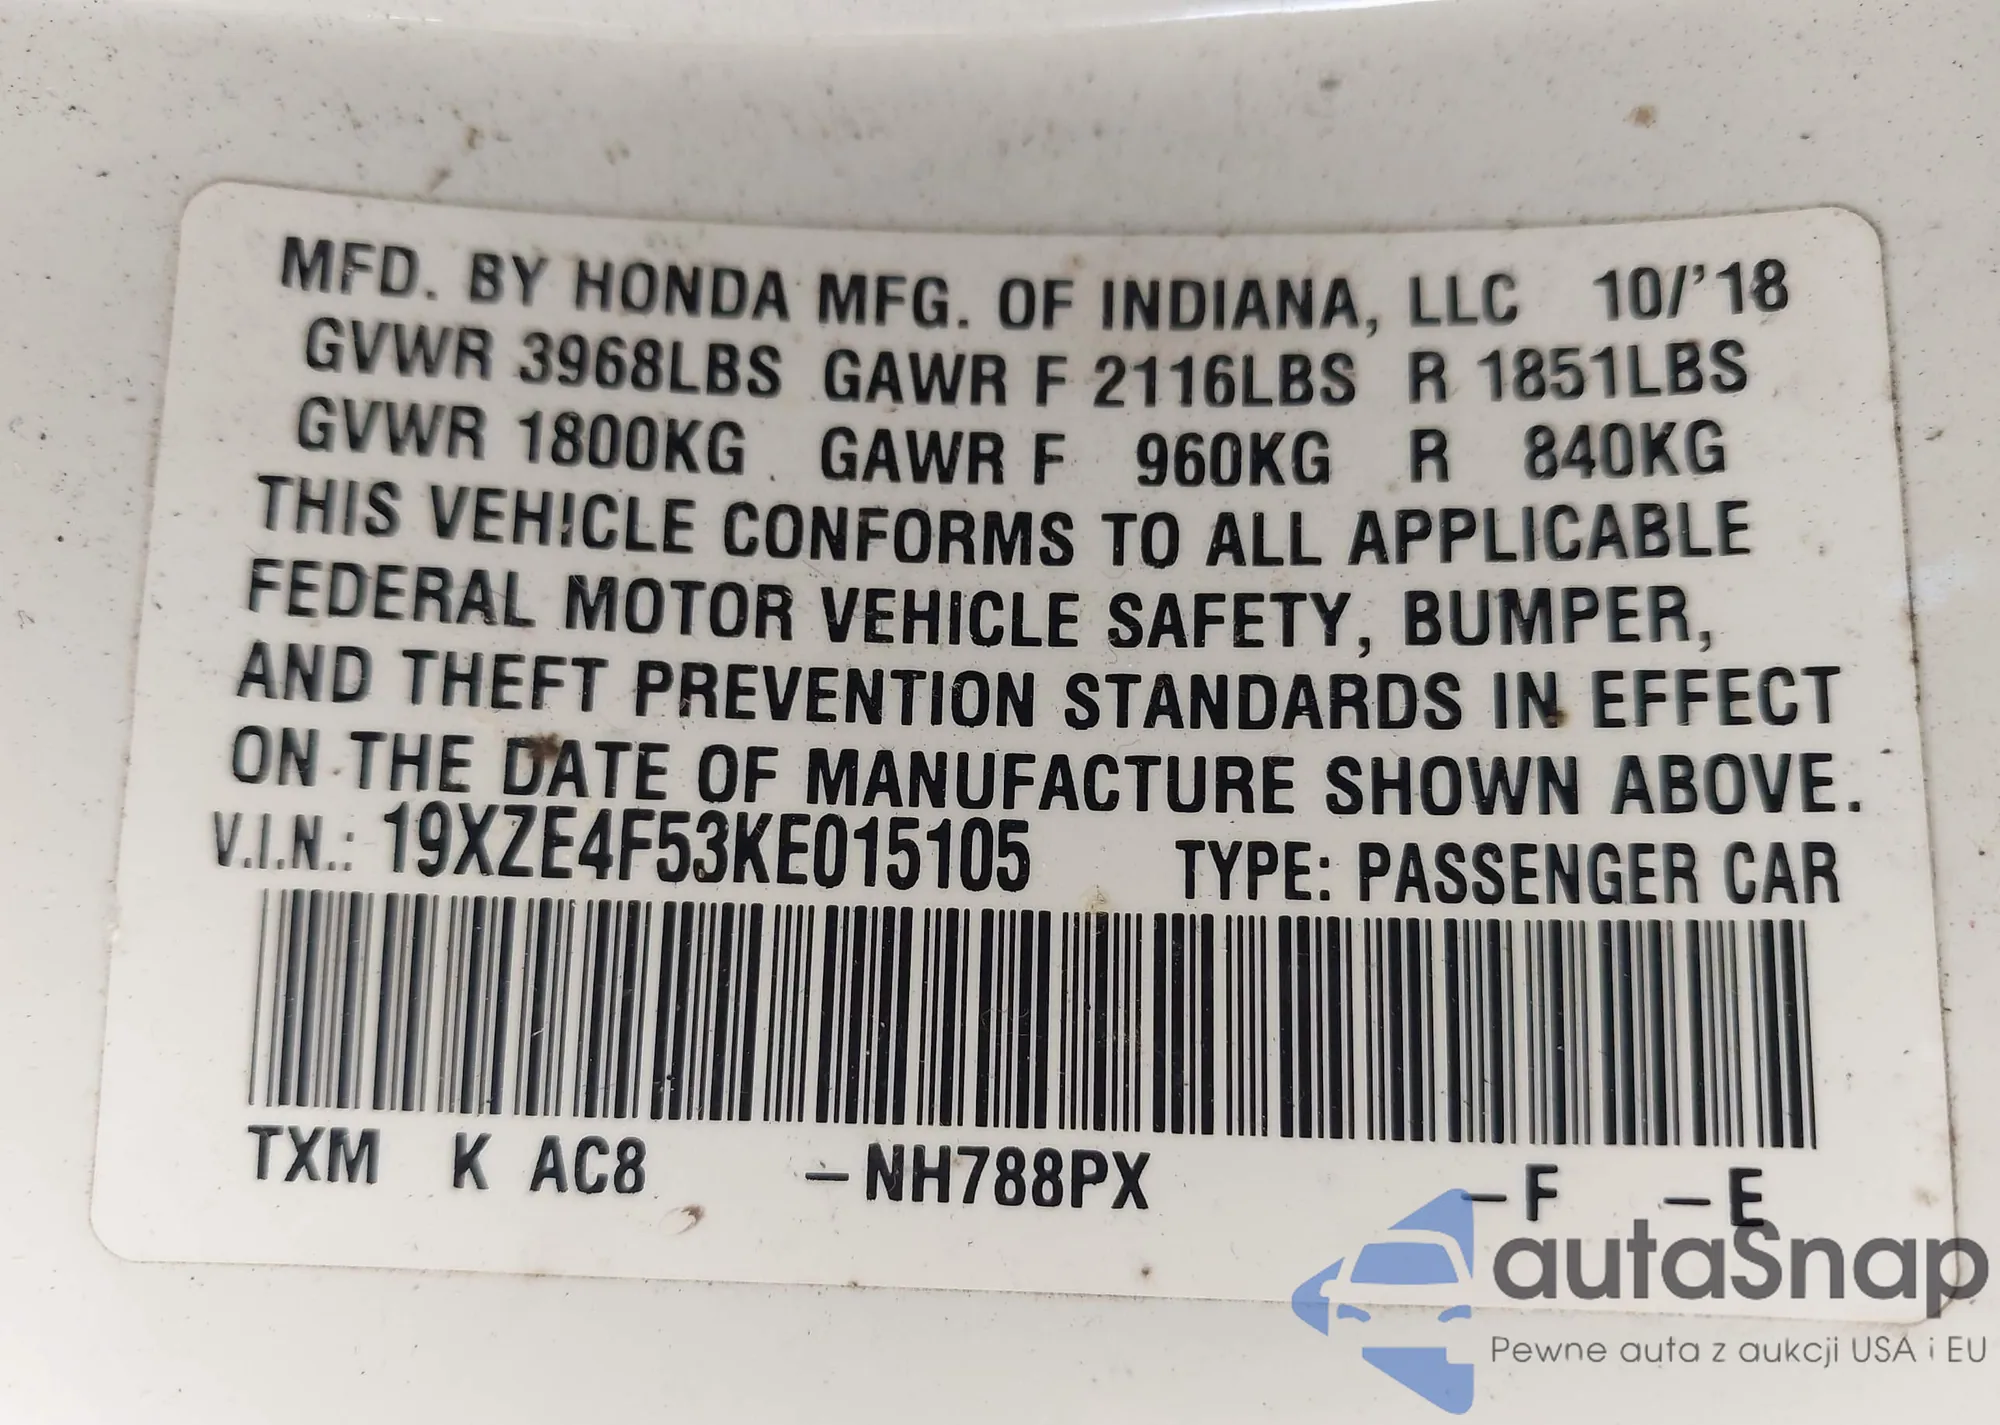 MFD. BY HONDA MFG. OF INDIANA, LLC 10/'18
GVWR 3968LBS GAWR F 2116LBS R 1851LBS
GVWR 1800KG GAWR F 960KG R 840KG
THIS VEHICLE CONFORMS TO ALL APPLICABLE
FEDERAL MOTOR VEHICLE SAFETY, BUMPER,
AND THEFT PREVENTION STANDARDS IN EFFECT
ON THE DATE OF MANUFACTURE SHOWN ABOVE.
V.I.N.: 19XZE4F53KE015105 TYPE: PASSENGER CAR
TXM K AC8 –NH788PX –F –E
autaSnap
Pewne auta z aukcji USA i EU